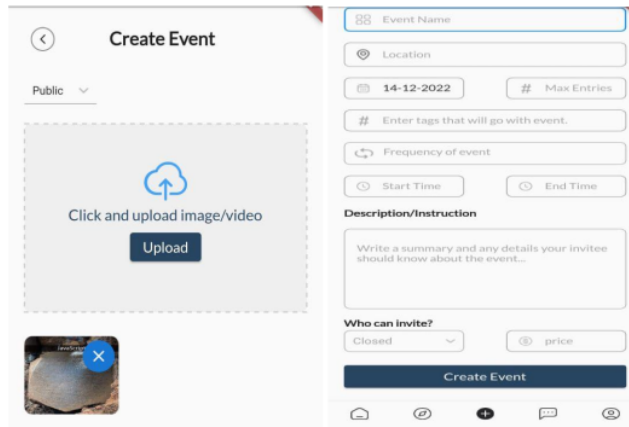 Create Event
Public
Click and upload image/video
Upload
Event Name
Location
14-12-2022
# Max Entries
# Enter tags that will go with event.
Frequency of event
Start Time
End Time
Description/Instruction
Write a summary and any details your invitee
should know about the event...
Who can invite?
Closed
price
Create Event